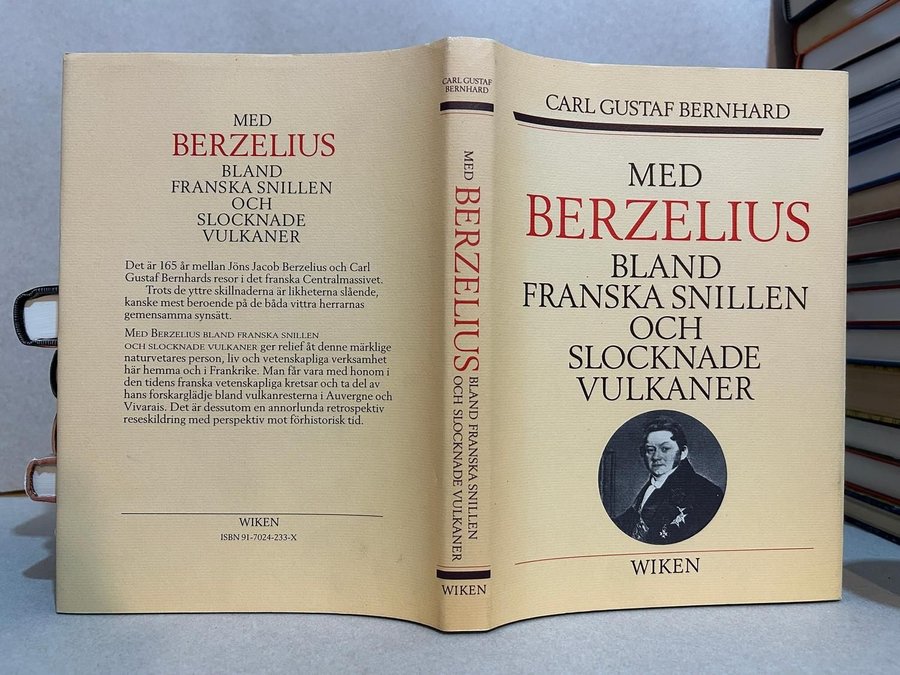 MED
BERZELIUS
BLAND
FRANSKA SNILLEN
OCH
SLOCKNADE
VULKANER
Det är 165 år mellan Jöns Jacob Berzelius och Carl
Gustaf Bernhards resor i det franska Centralmassivet.
Trots de yttre skillnaderna är likheterna slående,
kanske mest beroende på de båda vittra herrarnas
gemensamma synsätt.
MED BERZELIUS BLAND FRANSKA SNILLEN
OCH SLOCKNADE VULKANER ger relief åt denne märklige
naturvetares person, liv och vetenskapliga verksamhet
här hemma och i Frankrike. Man får vara med honom i
den tidens franska vetenskapliga kretsar och ta del av
hans forskarglädje bland vulkanresterna i Auvergne och
Vivarais. Det är dessutom en annorlunda retrospektiv
reseskildring med perspektiv mot förhistorisk tid.
WIKEN
ISBN 91-7024-233-X
CARL GUSTAF
BERNHARD
MED
BERZELIUS
BLAND FRANSKA SNILLEN
OCH SLOCKNADE VULKANER
WIKEN
CARL GUSTAF BERNHARD
MED
BERZELIUS
BLAND
FRANSKA SNILLEN
OCH
SLOCKNADE
VULKANER
WIKEN